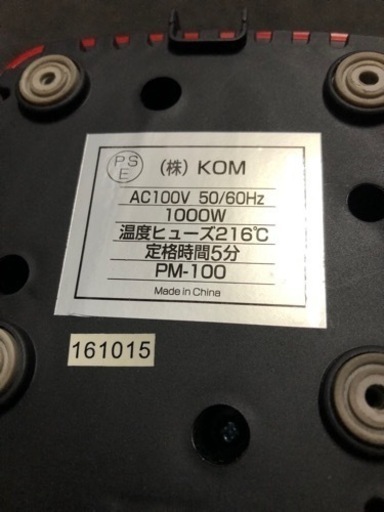 PS
E
(株) KOM
AC100V 50/60Hz
1000W
温度ヒューズ216℃
定格時間5分
PM-100
Made in China
161015